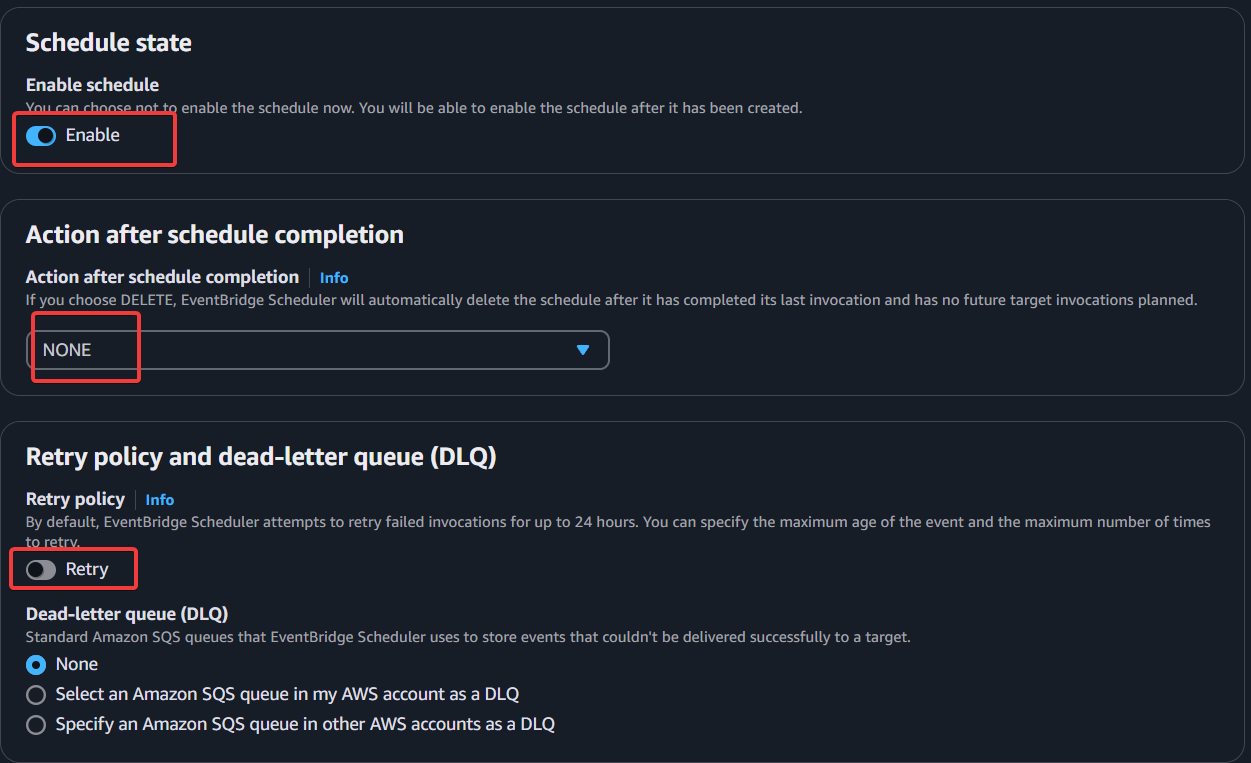 Schedule state
Enable schedule
You can choose not to enable the schedule now. You will be able to enable the schedule after it has been created.
Enable
Action after schedule completion
Action after schedule completion Info
If you choose DELETE, EventBridge Scheduler will automatically delete the schedule after it has completed its last invocation and has no future target invocations planned.
NONE
Retry policy and dead-letter queue (DLQ)
Retry policy Info
By default, EventBridge Scheduler attempts to retry failed invocations for up to 24 hours. You can specify the maximum age of the event and the maximum number of times
to retry.
Retry
Dead-letter queue (DLQ)
Standard Amazon SQS queues that EventBridge Scheduler uses to store events that couldn't be delivered successfully to a target.
None
Select an Amazon SQS queue in my AWS account as a DLQ
Specify an Amazon SQS queue in other AWS accounts as a DLQ